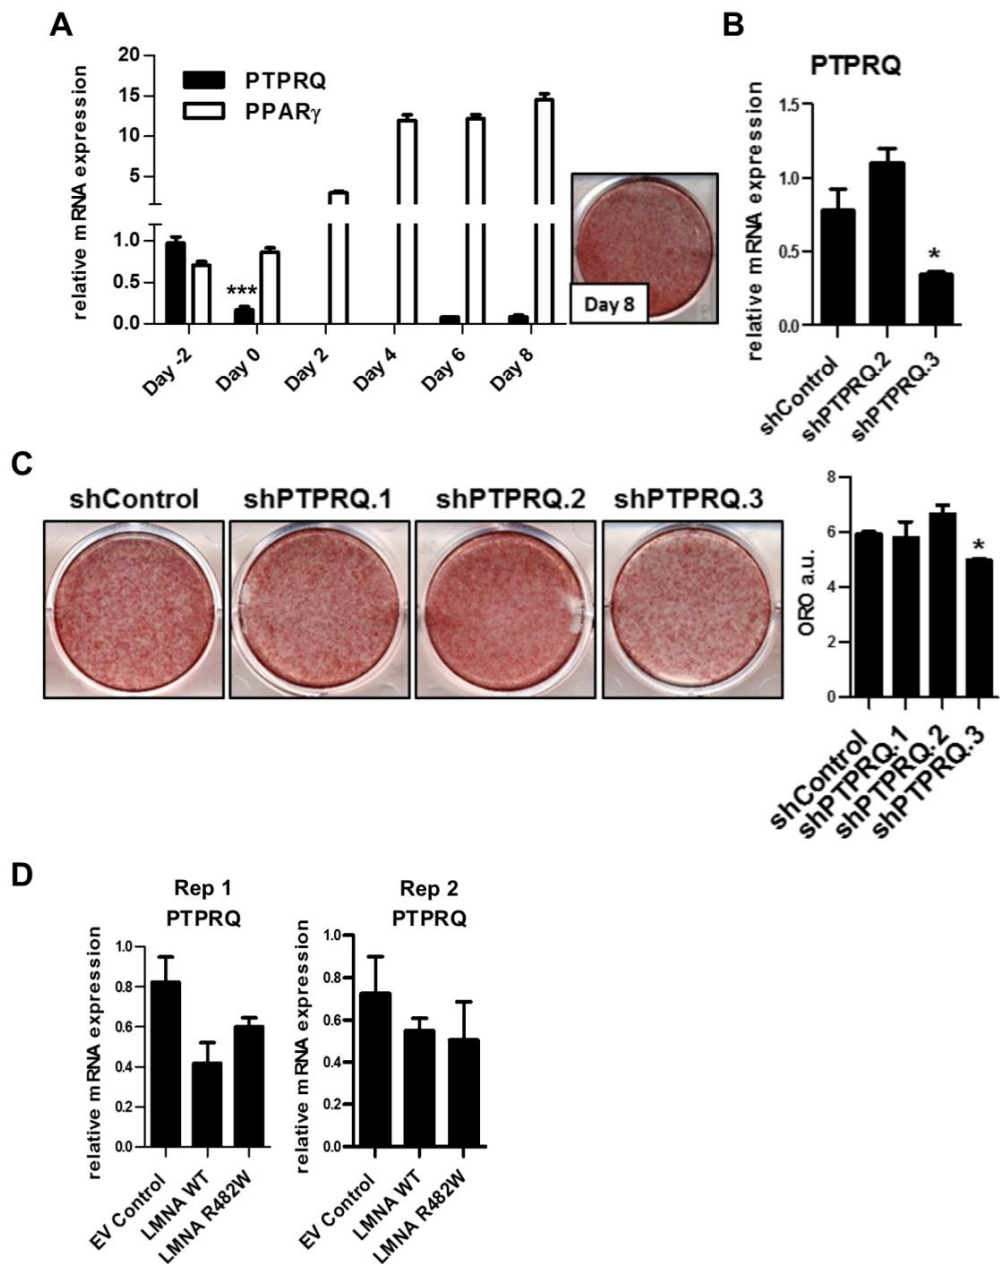 A
relative mRNA expression
20
15
10
5
1.0
0.5
0.0
PTPRQ
PPARγ
***
Day -2
Day 0
Day 2
Day 4
Day 6
Day 8
Day 8
B
PTPRQ
relative mRNA expression
1.5
1.0
0.5
0.0
*
shControl
shPTPRQ.2
shPTPRQ.3
C
shControl
shPTPRQ.1
shPTPRQ.2
shPTPRQ.3
ORO a.u.
8
6
4
2
0
*
shControl
shPTPRQ.1
shPTPRQ.2
shPTPRQ.3
D
Rep 1
PTPRQ
relative mRNA expression
1.0
0.8
0.6
0.4
0.2
0.0
EV Control
LMNA WT
LMNA R482W
Rep 2
PTPRQ
relative mRNA expression
1.0
0.8
0.6
0.4
0.2
0.0
EV Control
LMNA WT
LMNA R482W